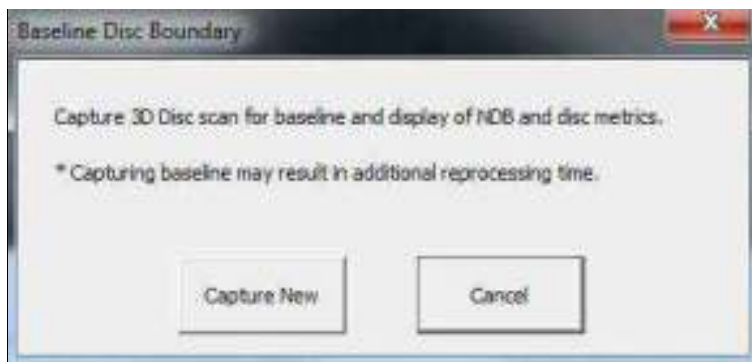 Baseline Disc Boundary
Capture 3D Disc scan for baseline and display of NDB and disc metrics.
* Capturing baseline may result in additional reprocessing time.
Capture New
Cancel